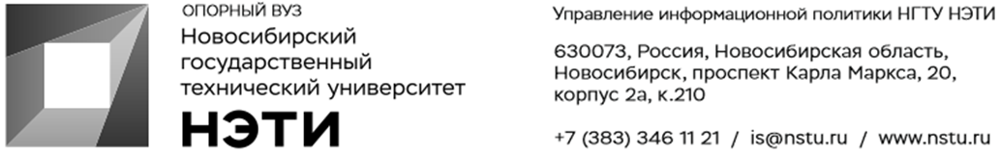 ОПОРНЫЙ ВУЗ
Новосибирский
государственный
технический университет
НЭТИ
Управление информационной политики НГТУ НЭТИ
630073, Россия, Новосибирская область,
Новосибирск, проспект Карла Маркса, 20,
корпус 2а, к.210
+7 (383) 346 11 21 / is@nstu.ru / www.nstu.ru